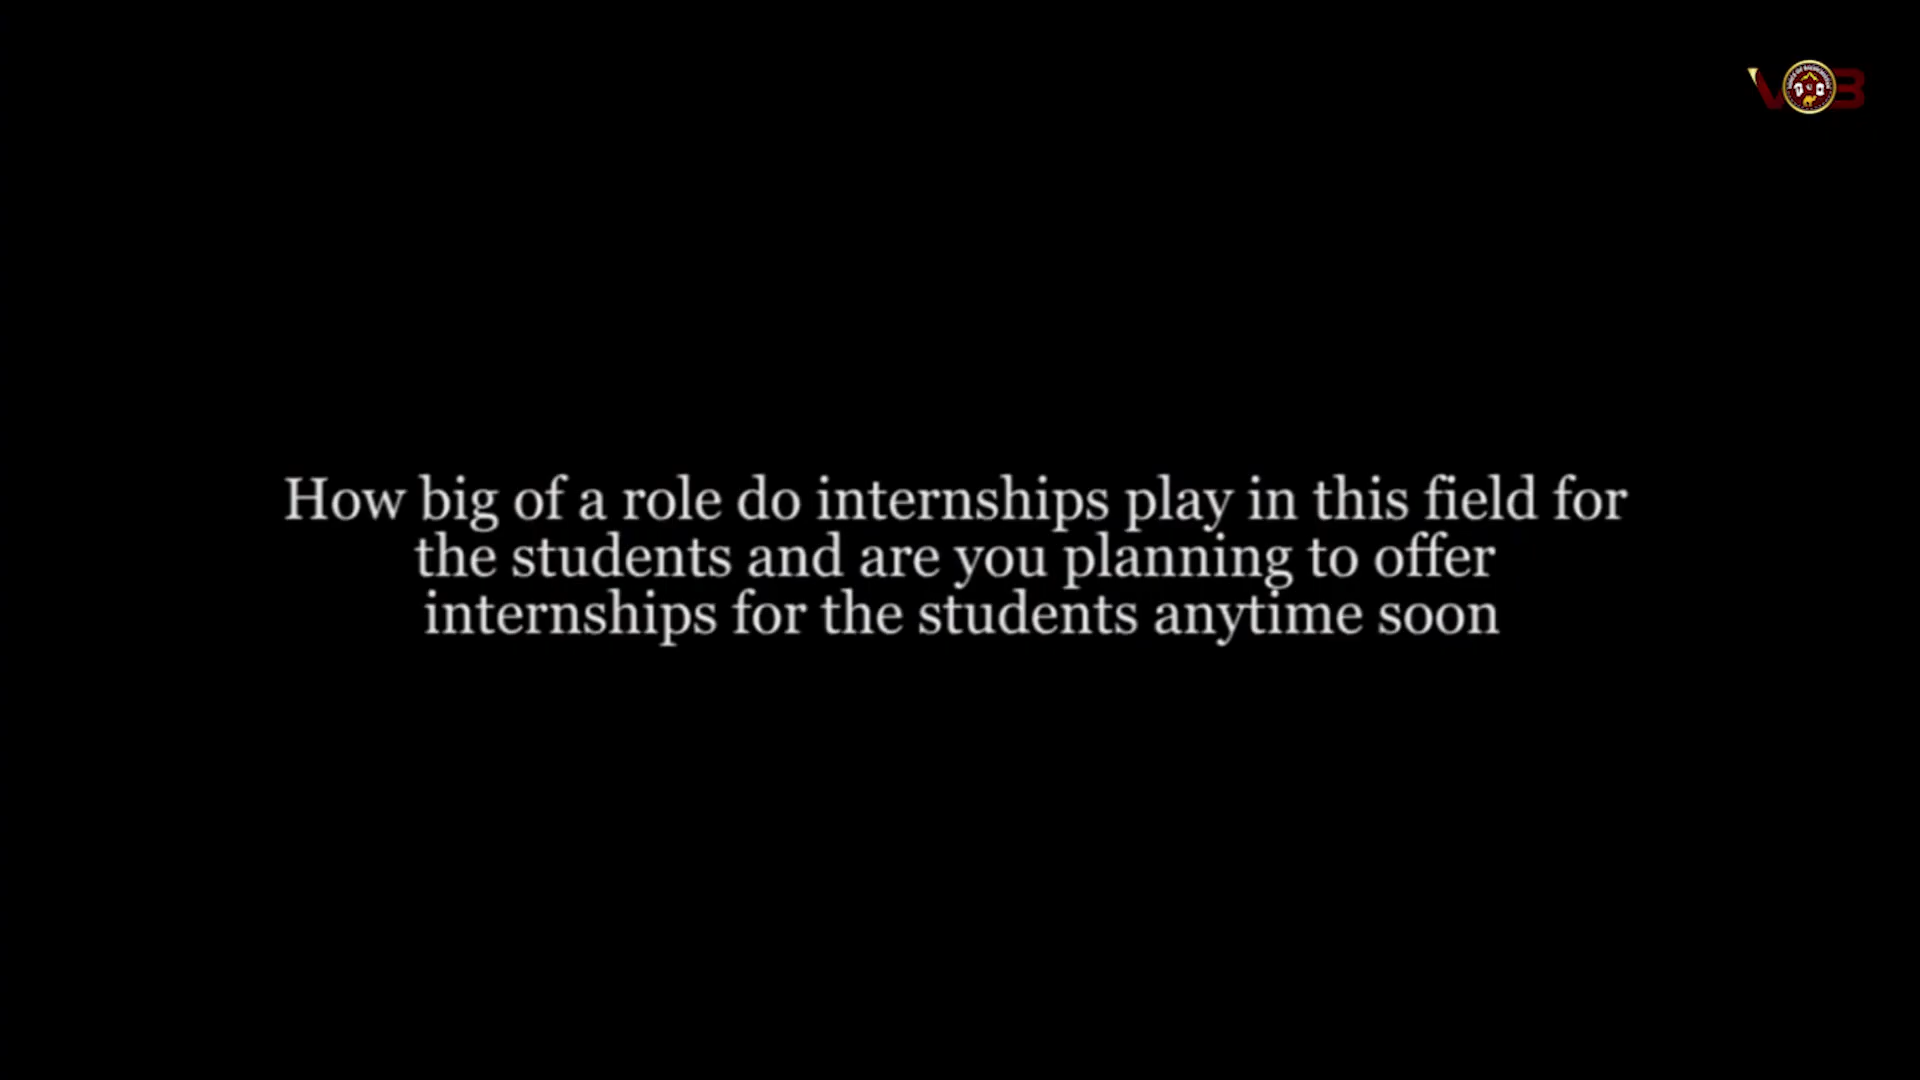 How big of a role do internships play in this field for
the students and are you planning to offer
internships for the students anytime soon